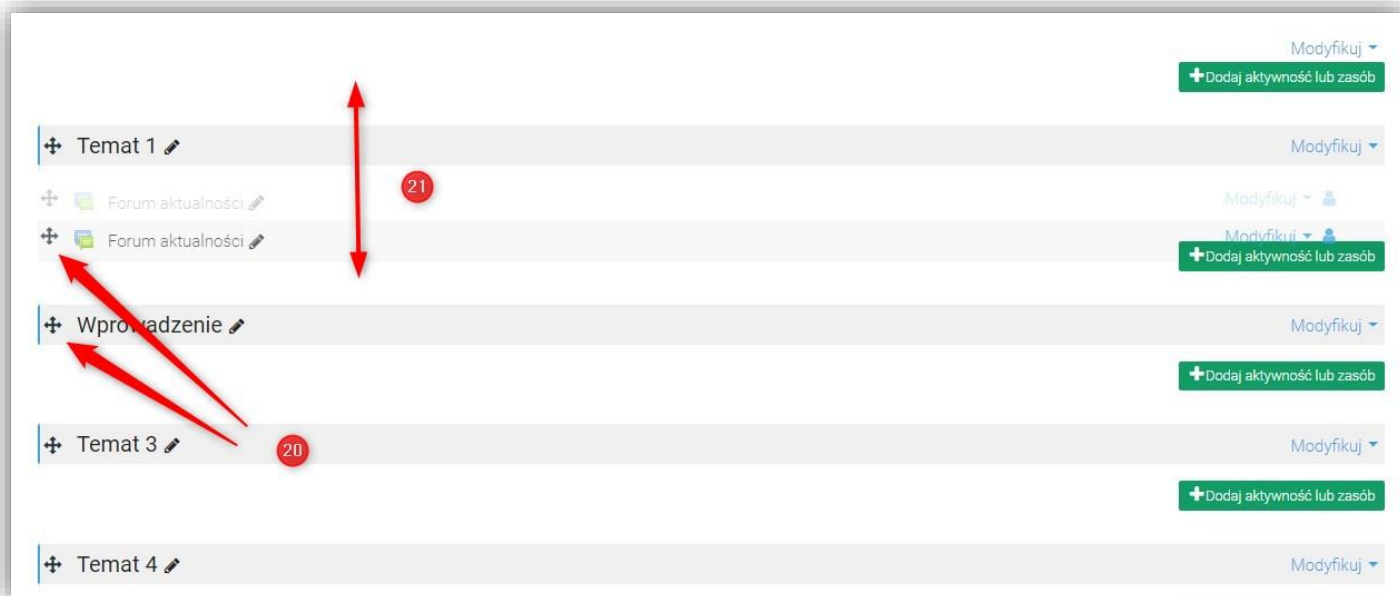 Modyfikuj
Dodaj aktywność lub zasób
Temat 1 Modyfikuj
Forum aktualności Modyfikuj
21
Forum aktualności Modyfikuj
Dodaj aktywność lub zasób
Wprowadzenie Modyfikuj
Dodaj aktywność lub zasób
Temat 3 Modyfikuj
20
Dodaj aktywność lub zasób
Temat 4 Modyfikuj